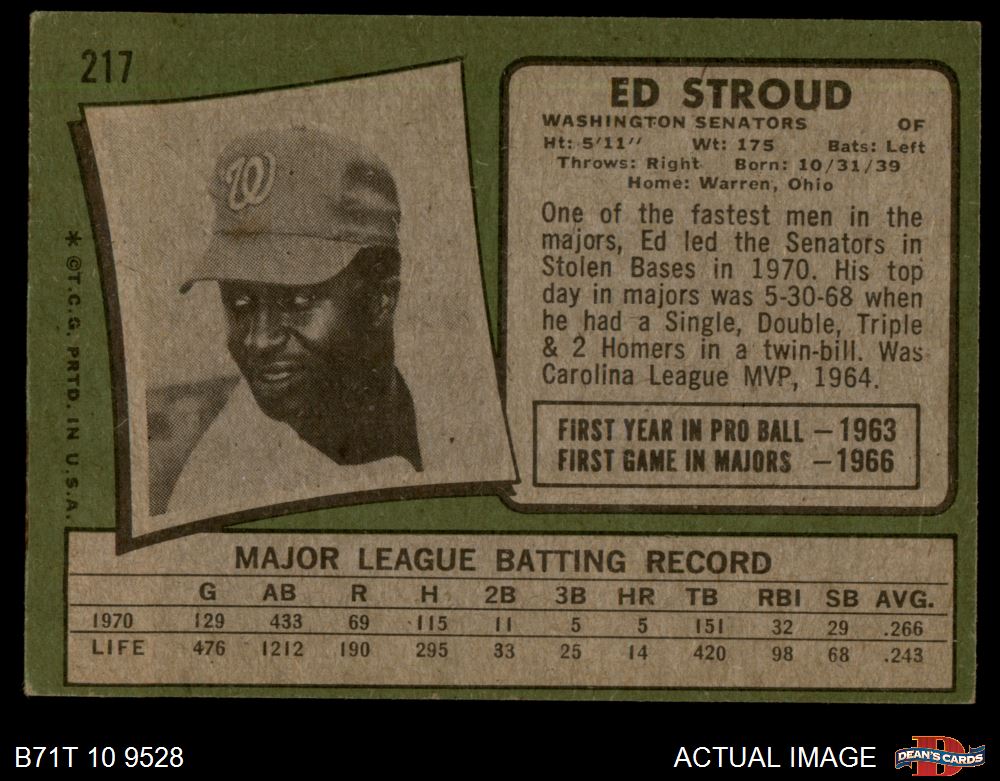 217
W
* ©T.C.G. PRTD. IN U.S.A.
ED STROUD
WASHINGTON SENATORS OF
Ht: 5'11" Wt: 175 Bats: Left
Throws: Right Born: 10/31/39
Home: Warren, Ohio
One of the fastest men in the
majors, Ed led the Senators in
Stolen Bases in 1970. His top
day in majors was 5-30-68 when
he had a Single, Double, Triple
& 2 Homers in a twin-bill. Was
Carolina League MVP, 1964.
FIRST YEAR IN PRO BALL – 1963
FIRST GAME IN MAJORS – 1966
MAJOR LEAGUE BATTING RECORD
G AB R H 2B 3B HR TB RBI SB AVG.
1970 129 433 69 115 11 5 5 151 32 29 .266
LIFE 476 1212 190 295 33 25 14 420 98 68 .243
B71T 10 9528 ACTUAL IMAGE
D
DEAN'S CARDS